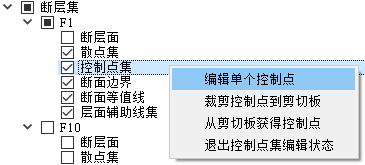 断层集
F1
断层面
散点集
控制点集
断面边界
断面等值线
层面辅助线集
F10
断层面
散点集
编辑单个控制点
裁剪控制点到剪切板
从剪切板获得控制点
退出控制点集编辑状态